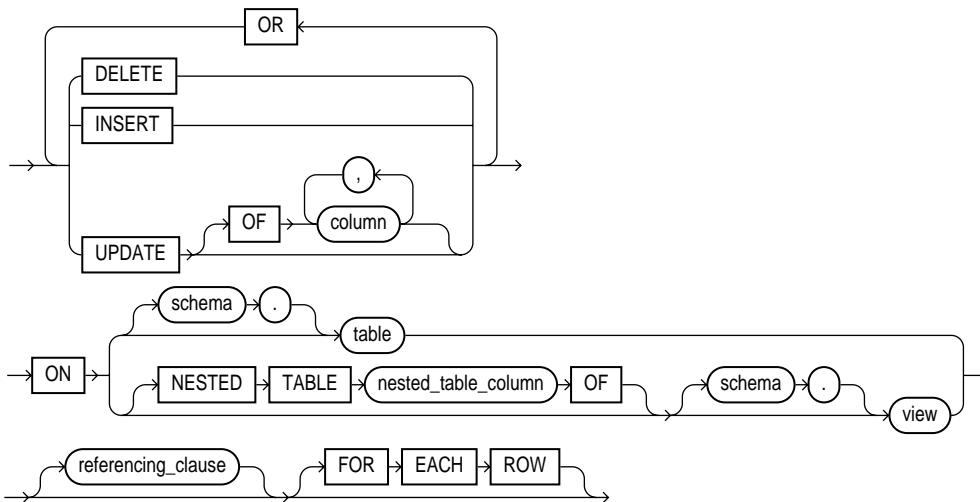 OR
DELETE
INSERT
,
OF column
UPDATE
schema .
table
ON
NESTED TABLE nested_table_column OF schema .
view
referencing_clause FOR EACH ROW